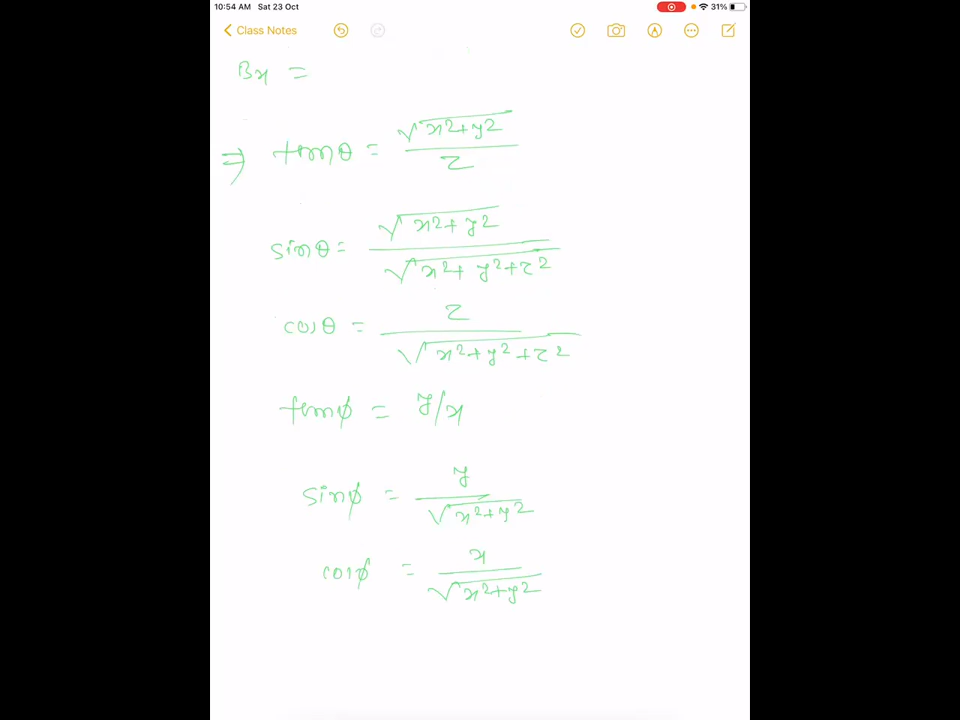 10:54 AM Sat 23 Oct 31%
Class Notes
Bx =
⇒ tanθ = √(x²+y²) / z
sinθ = √(x²+y²) / √(x²+y²+z²)
cosθ = z / √(x²+y²+z²)
tanφ = y/x
sinφ = y / √(x²+y²)
cosφ = x / √(x²+y²)